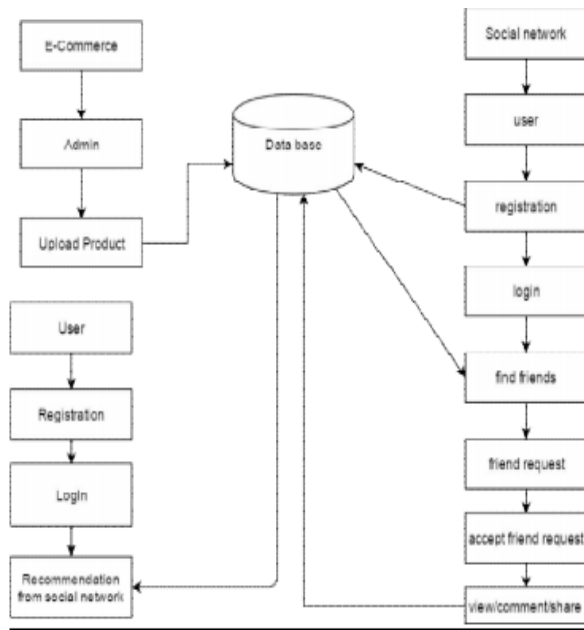 E-Commerce
Admin
Upload Product
User
Registration
Login
Recommendation
from social network
Data base
Social network
user
registration
login
find friends
friend request
accept friend request
view/comment/share